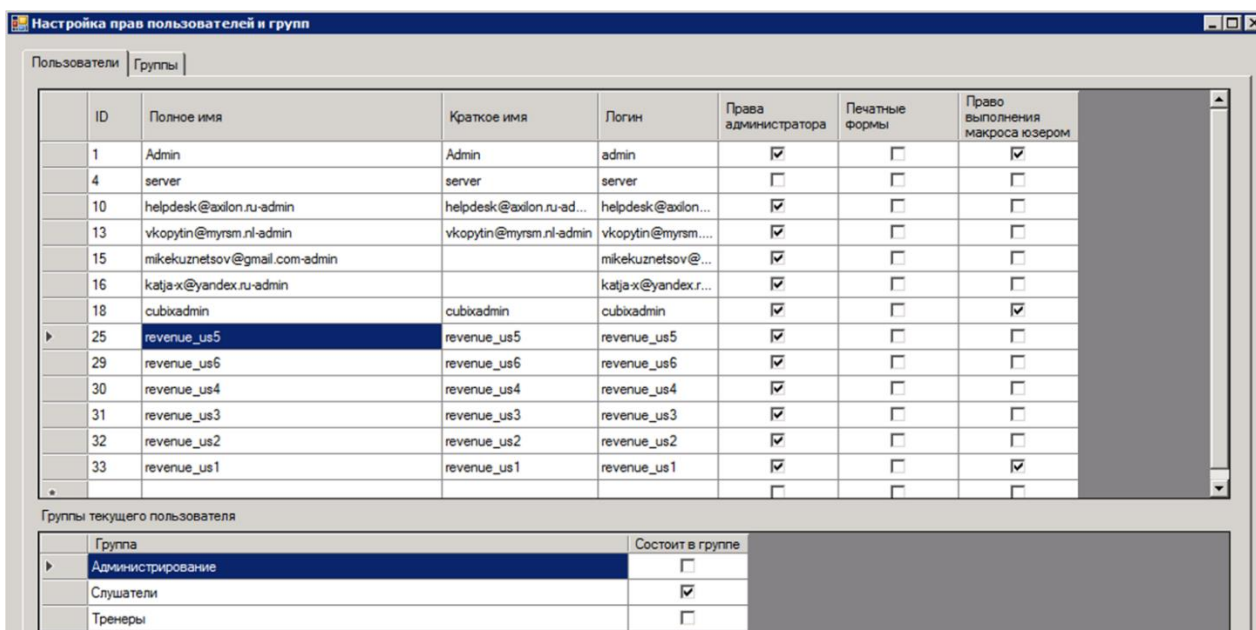 Настройка прав пользователей и групп
Пользователи Группы
ID Полное имя Краткое имя Логин Права администратора Печатные формы Право выполнения макроса юзером
1 Admin Admin admin
4 server server server
10 helpdesk@axilon.ru-admin helpdesk@axilon.ru-ad... helpdesk@axilon...
13 vkopytin@myrsm.nl-admin vkopytin@myrsm.nl-admin vkopytin@myrsm....
15 mikekuznetsov@gmail.com-admin mikekuznetsov@...
16 katja-x@yandex.ru-admin katja-x@yandex.r...
18 cubixadmin cubixadmin cubixadmin
25 revenue_us5 revenue_us5 revenue_us5
29 revenue_us6 revenue_us6 revenue_us6
30 revenue_us4 revenue_us4 revenue_us4
31 revenue_us3 revenue_us3 revenue_us3
32 revenue_us2 revenue_us2 revenue_us2
33 revenue_us1 revenue_us1 revenue_us1
Группы текущего пользователя
Группа Состоит в группе
Администрирование
Слушатели
Тренеры